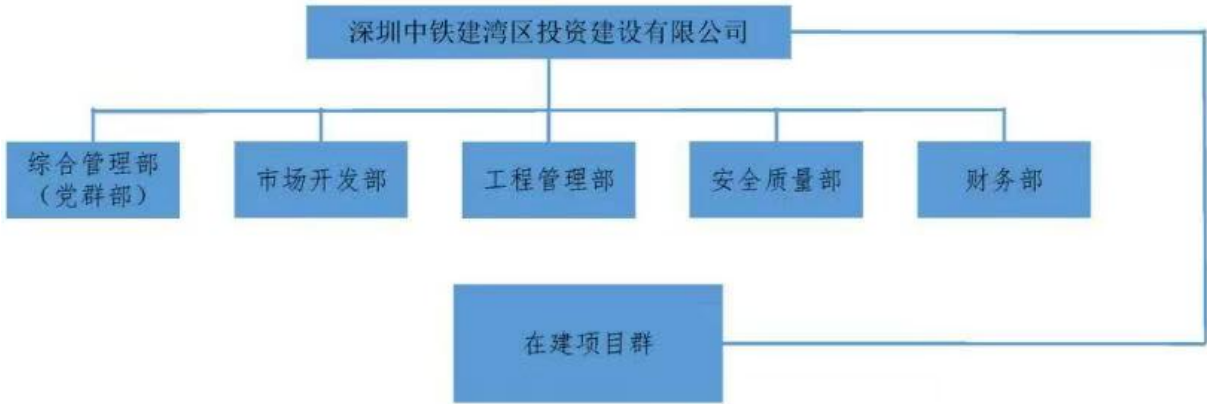 深圳中铁建湾区投资建设有限公司
综合管理部
（党群部）
市场开发部
工程管理部
安全质量部
财务部
在建项目群